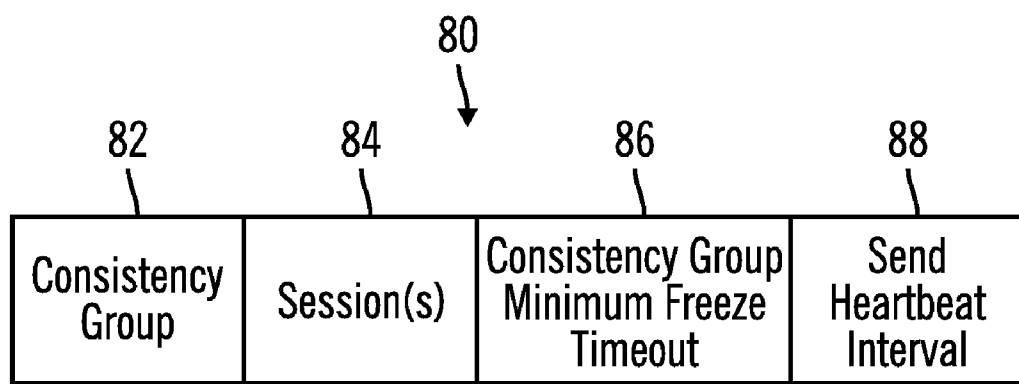 80
82
84
86
88
Consistency
Group
Session(s)
Consistency Group
Minimum Freeze
Timeout
Send
Heartbeat
Interval